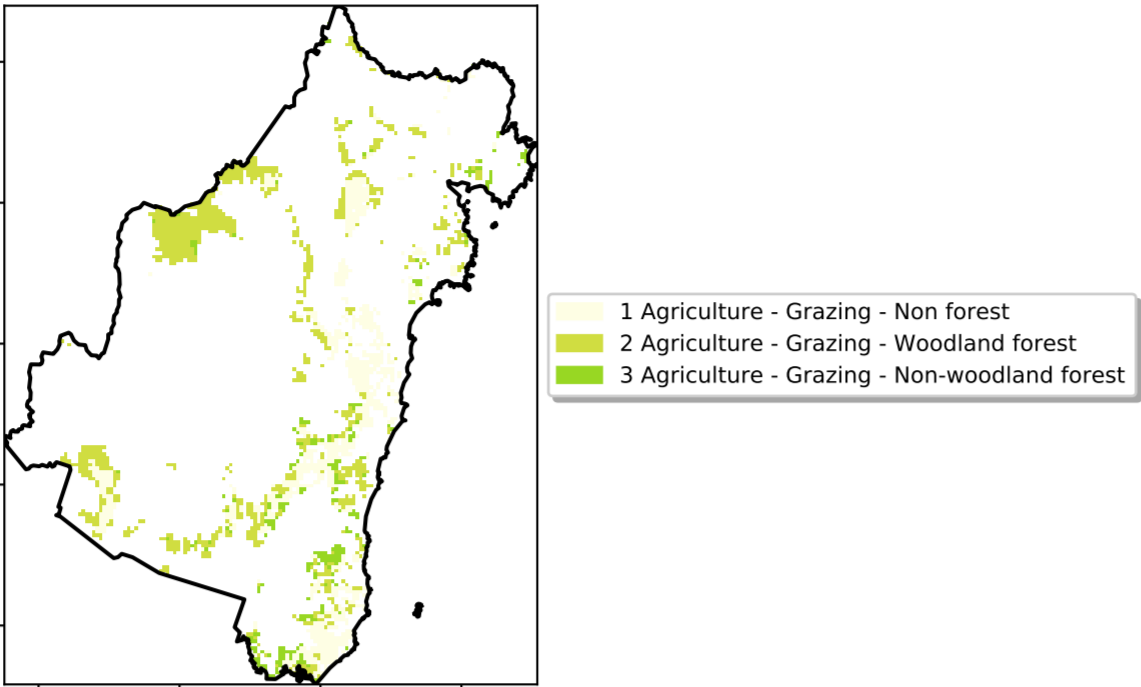 1 Agriculture - Grazing - Non forest
2 Agriculture - Grazing - Woodland forest
3 Agriculture - Grazing - Non-woodland forest